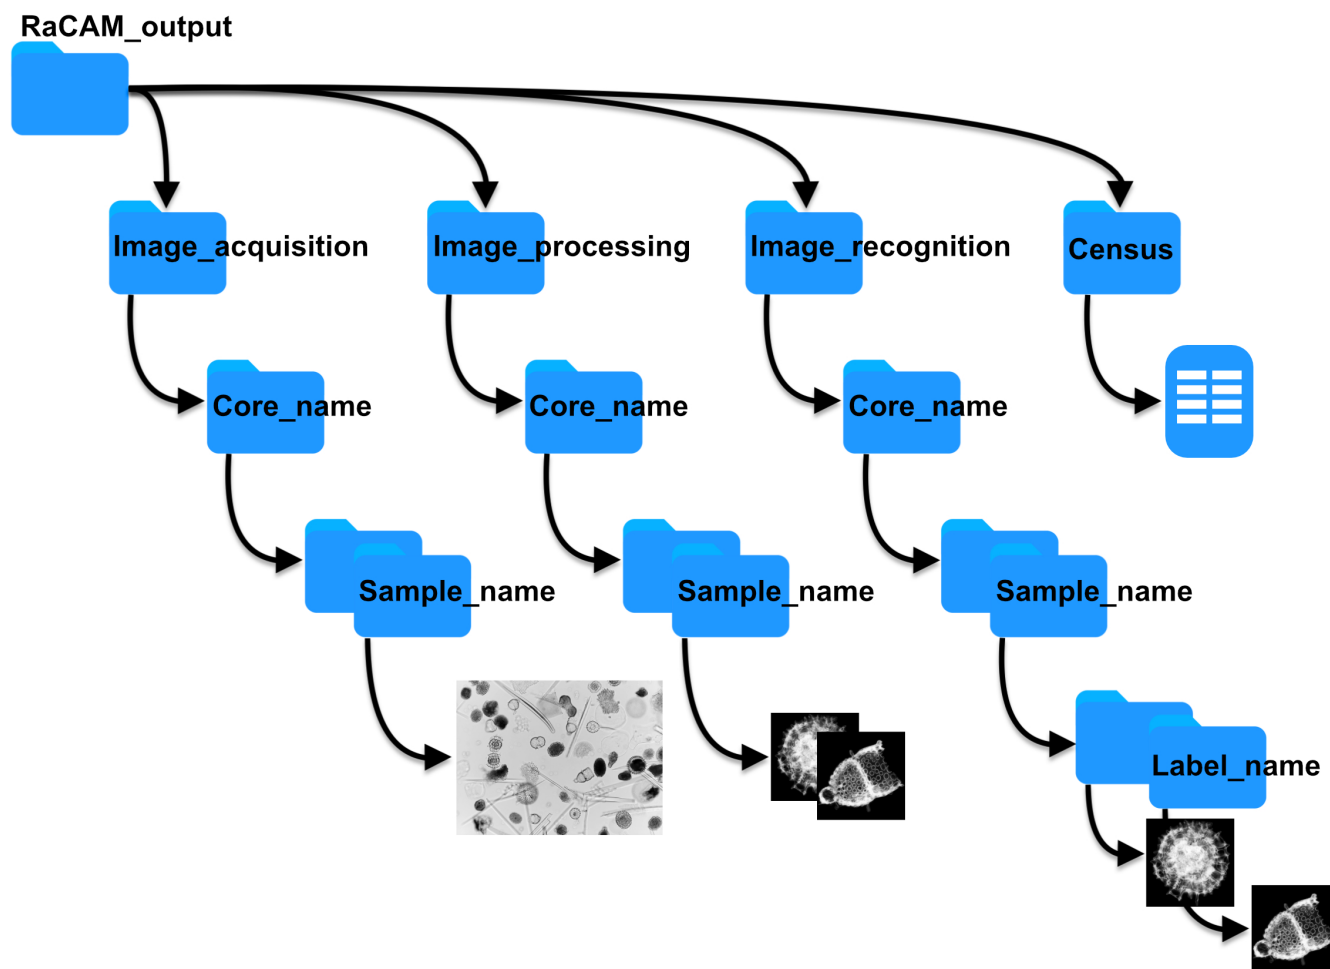 RaCAM_output
Image_acquisition
Image_processing
Image_recognition
Census
Core_name
Core_name
Core_name
Sample_name
Sample_name
Sample_name
Label_name